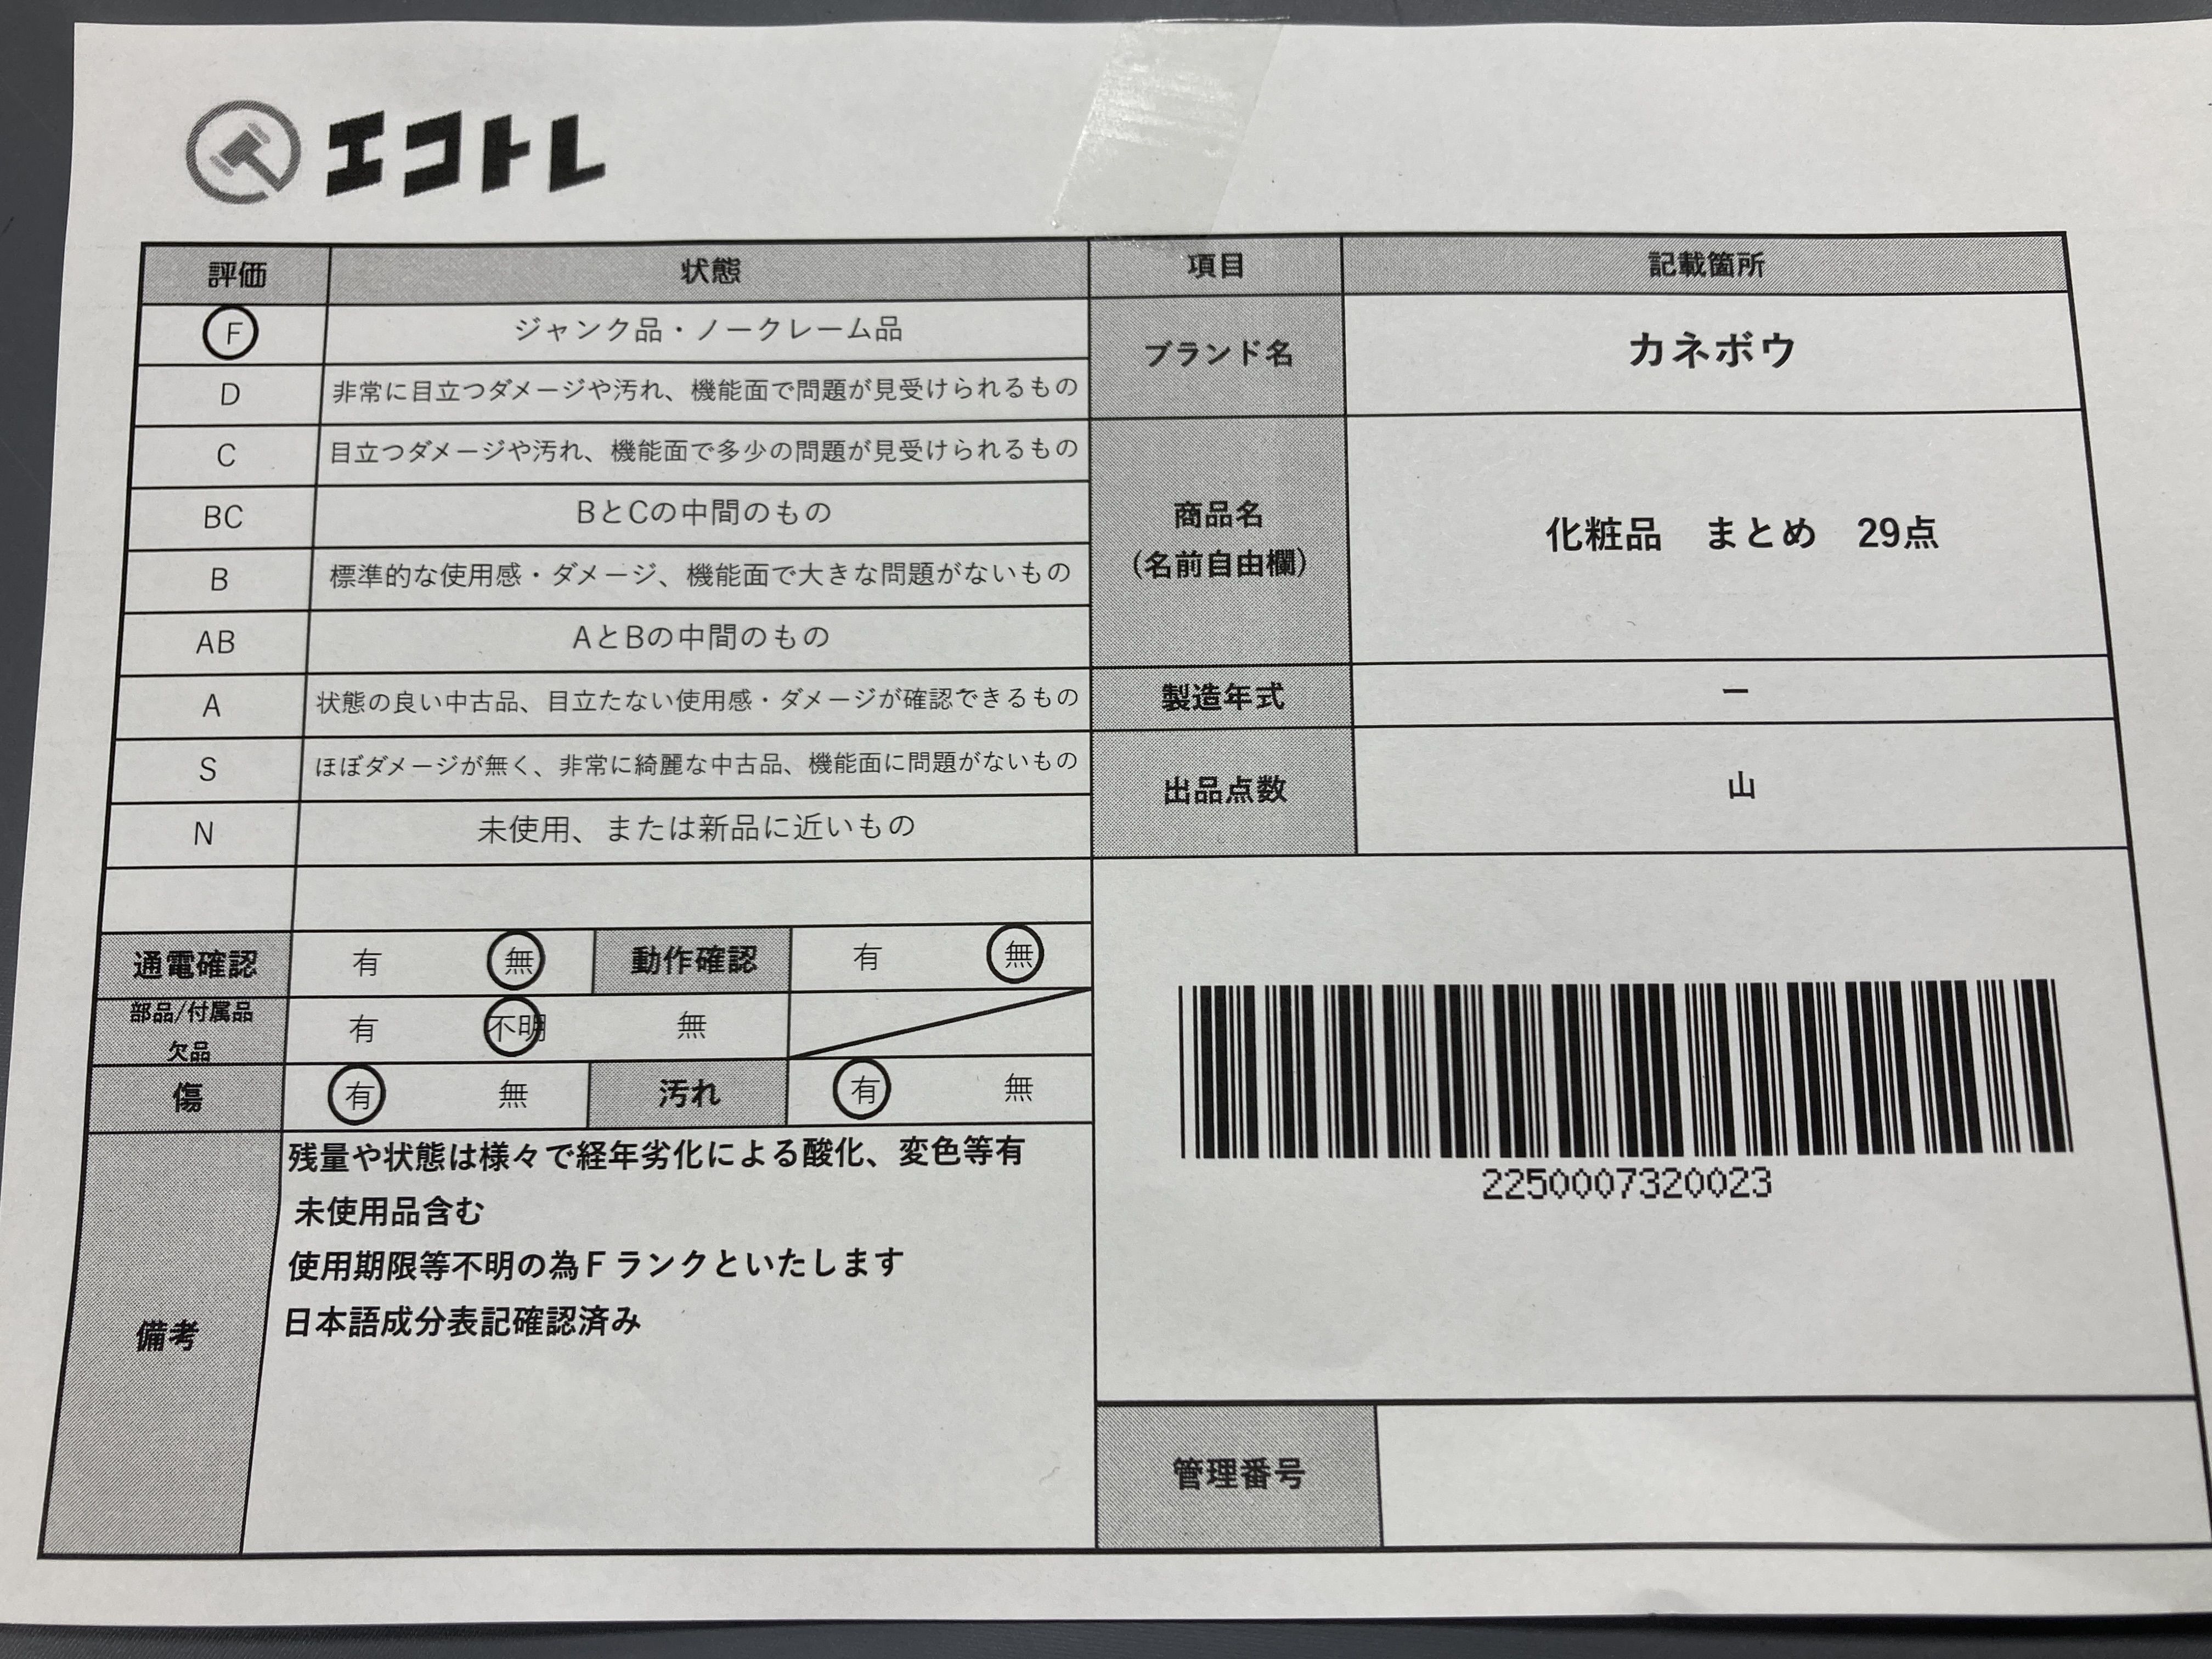 エコトレ
評価 状態 項目 記載箇所
F ジャンク品・ノークレーム品
D 非常に目立つダメージや汚れ、機能面で問題が見受けられるもの
ブランド名 カネボウ
C 目立つダメージや汚れ、機能面で多少の問題が見受けられるもの
BC BとCの中間のもの
B 標準的な使用感・ダメージ、機能面で大きな問題がないもの
AB AとBの中間のもの
商品名
(名前自由欄)
化粧品 まとめ 29点
A 状態の良い中古品、目立たない使用感・ダメージが確認できるもの
製造年式 ー
S ほぼダメージが無く、非常に綺麗な中古品、機能面に問題がないもの
N 未使用、または新品に近いもの
出品点数 山
通電確認 有 無 動作確認 有 無
部品/付属品
欠品
有 不明 無
傷 有 無 汚れ 有 無
備考
残量や状態は様々で経年劣化による酸化、変色等有
未使用品含む
使用期限等不明の為Fランクといたします
日本語成分表記確認済み
2250007320023
管理番号